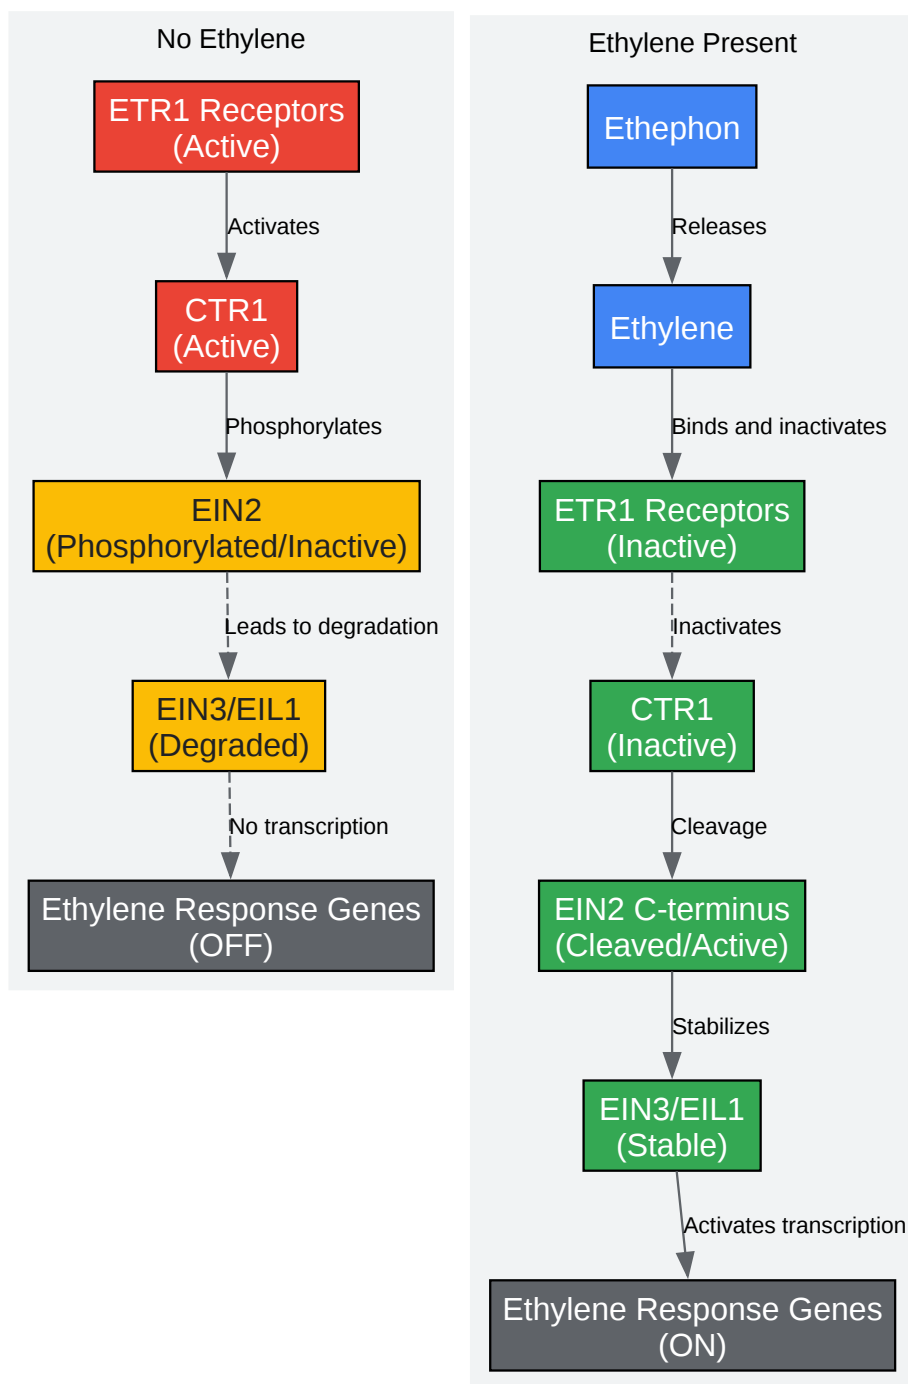 No Ethylene
ETR1 Receptors
(Active)
Activates
CTR1
(Active)
Phosphorylates
EIN2
(Phosphorylated/Inactive)
Leads to degradation
EIN3/EIL1
(Degraded)
No transcription
Ethylene Response Genes
(OFF)
Ethylene Present
Ethephon
Releases
Ethylene
Binds and inactivates
ETR1 Receptors
(Inactive)
Inactivates
CTR1
(Inactive)
Cleavage
EIN2 C-terminus
(Cleaved/Active)
Stabilizes
EIN3/EIL1
(Stable)
Activates transcription
Ethylene Response Genes
(ON)